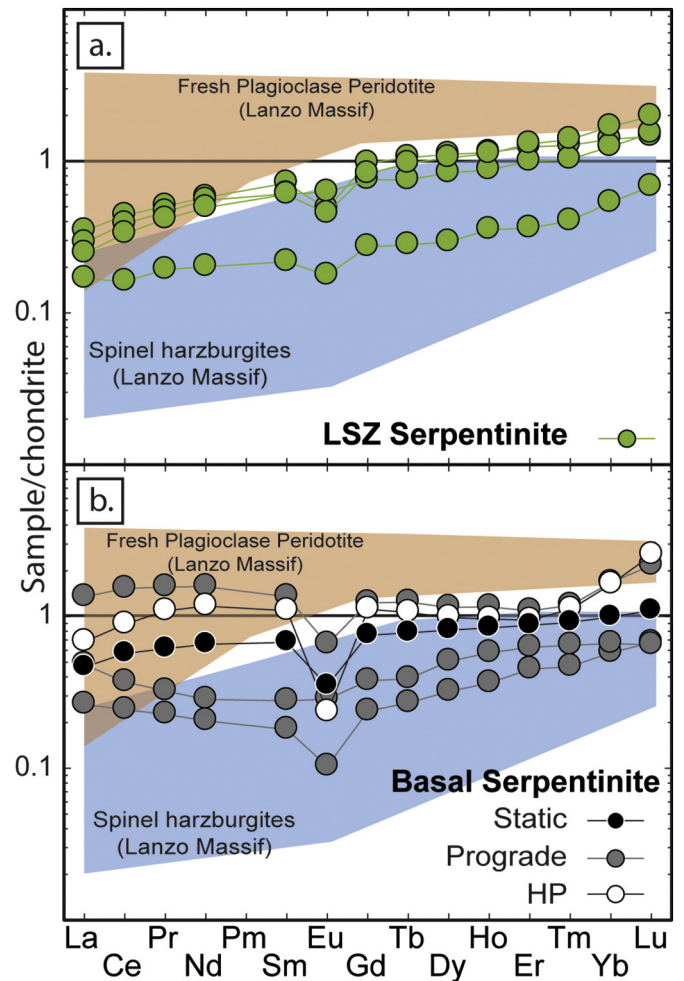 a.
Fresh Plagioclase Peridotite
(Lanzo Massif)
Spinel harzburgites
(Lanzo Massif)
LSZ Serpentinite
1
0.1
Sample/chondrite
b.
Fresh Plagioclase Peridotite
(Lanzo Massif)
Spinel harzburgites
(Lanzo Massif)
Basal Serpentinite
Static
Prograde
HP
1
0.1
La Ce Pr Nd Pm Sm Eu Gd Tb Dy Ho Er Tm Yb Lu